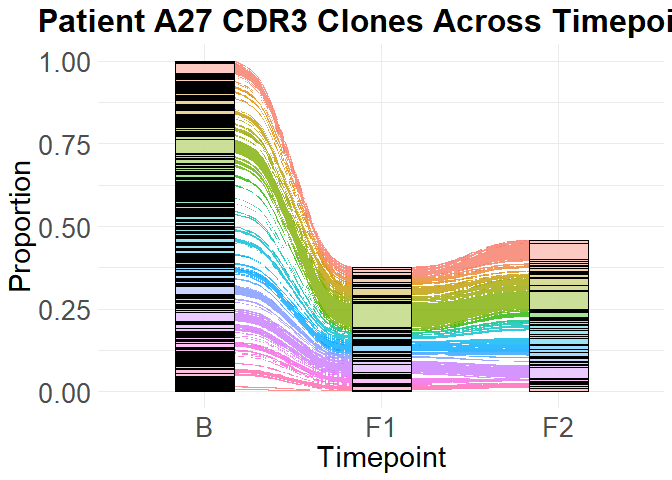 Patient A27 CDR3 Clones Across Timepoi
1.00
0.75
0.50
0.25
0.00
Proportion
B F1 F2
Timepoint